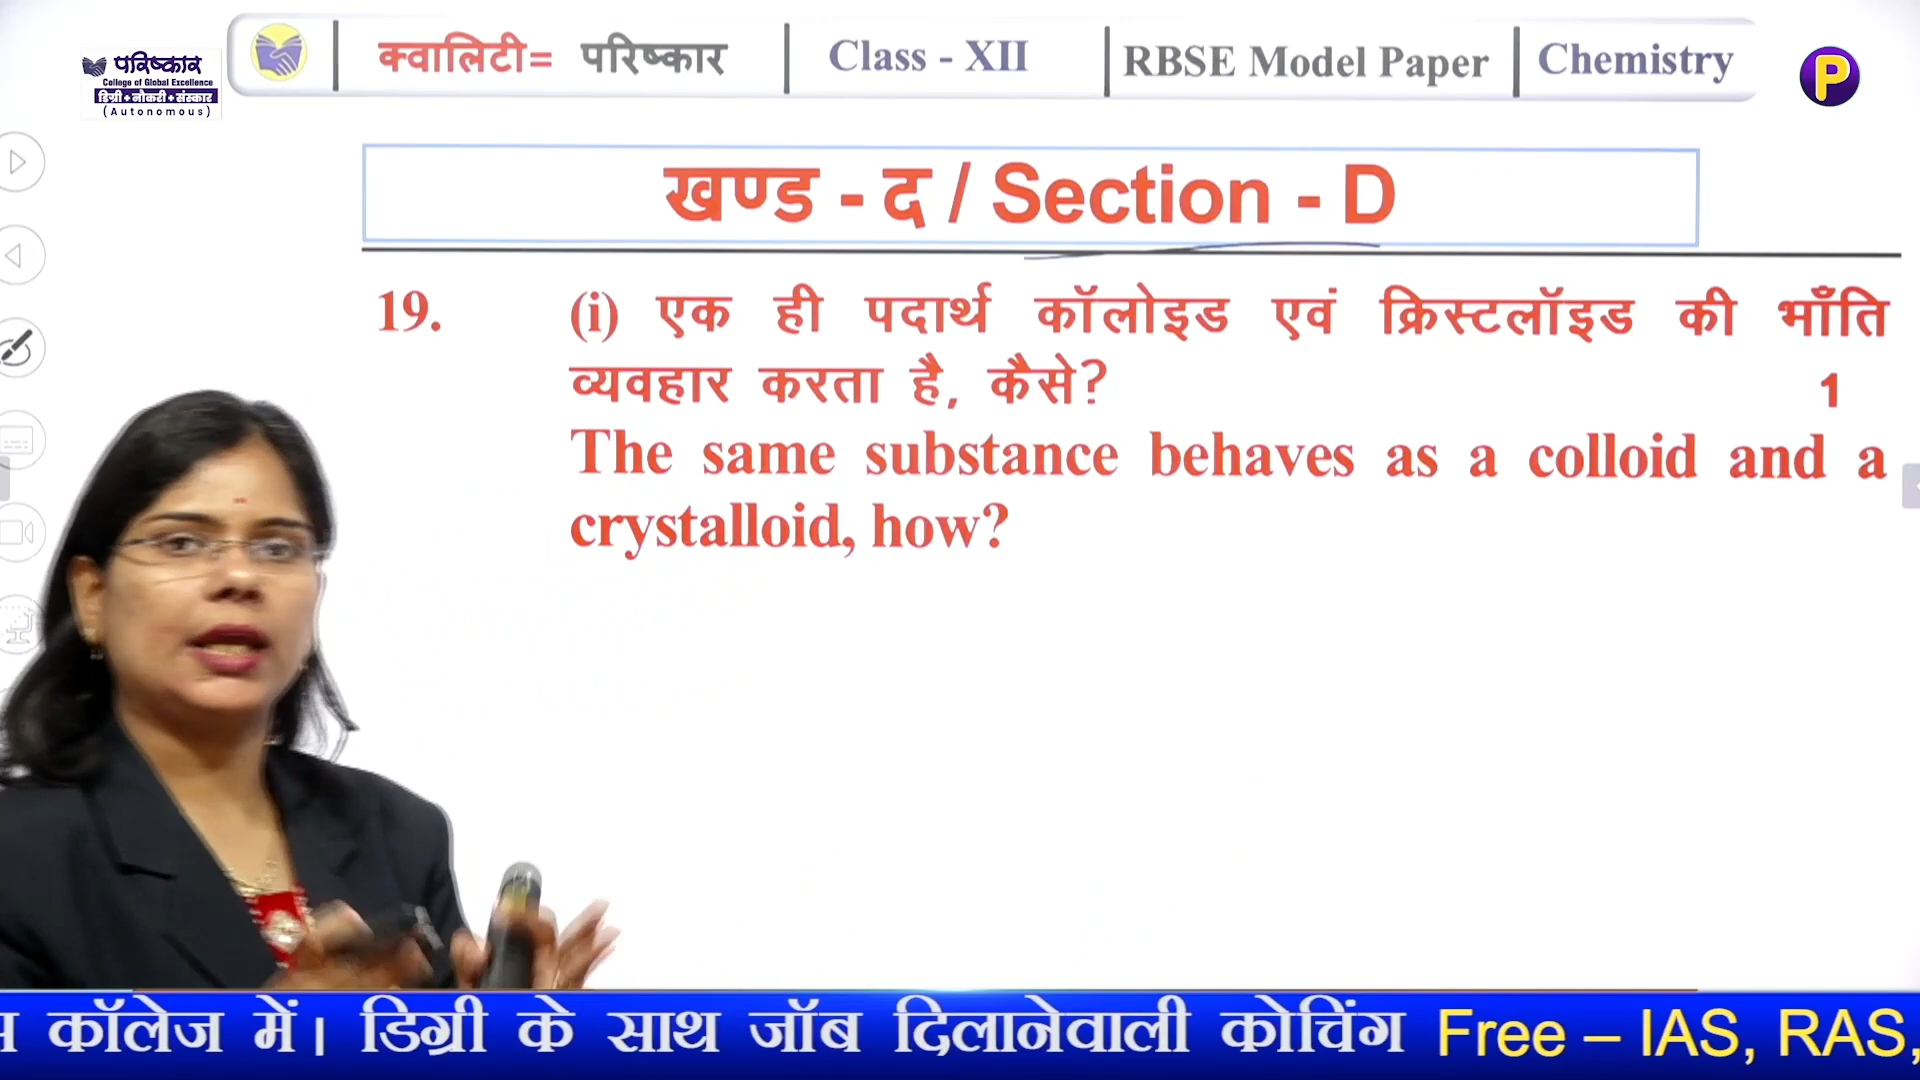 परिष्कार
College of Global Excellence
डिग्री + नौकरी + संस्कार
(Autonomous)
क्वालिटी= परिष्कार
Class - XII
RBSE Model Paper
Chemistry
P
खण्ड - द / Section - D
19. (i) एक ही पदार्थ कॉलोइड एवं क्रिस्टलॉइड की भाँति
व्यवहार करता है, कैसे? 1
The same substance behaves as a colloid and a
crystalloid, how?
कॉलेज में। डिग्री के साथ जॉब दिलानेवाली कोचिंग Free – IAS, RAS,